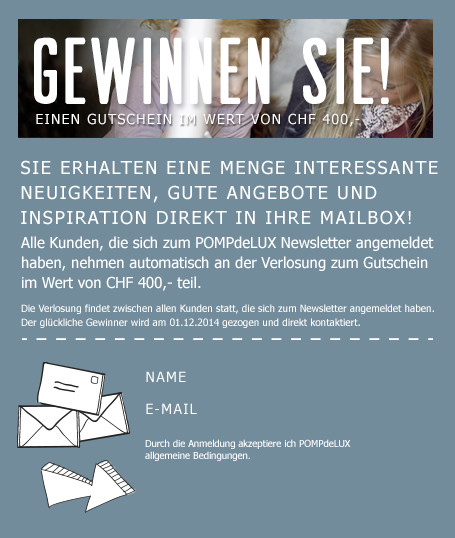 GEWINNEN SIE!
EINEN GUTSCHEIN IM WERT VON CHF 400,-
SIE ERHALTEN EINE MENGE INTERESSANTE
NEUIGKEITEN, GUTE ANGEBOTE UND
INSPIRATION DIREKT IN IHRE MAILBOX!
Alle Kunden, die sich zum POMPdeLUX Newsletter angemeldet
haben, nehmen automatisch an der Verlosung zum Gutschein
im Wert von CHF 400,- teil.
Die Verlosung findet zwischen allen Kunden statt, die sich zum Newsletter angemeldet haben.
Der glückliche Gewinner wird am 01.12.2014 gezogen und direkt kontaktiert.
NAME
E-MAIL
Durch die Anmeldung akzeptiere ich POMPdeLUX
allgemeine Bedingungen.